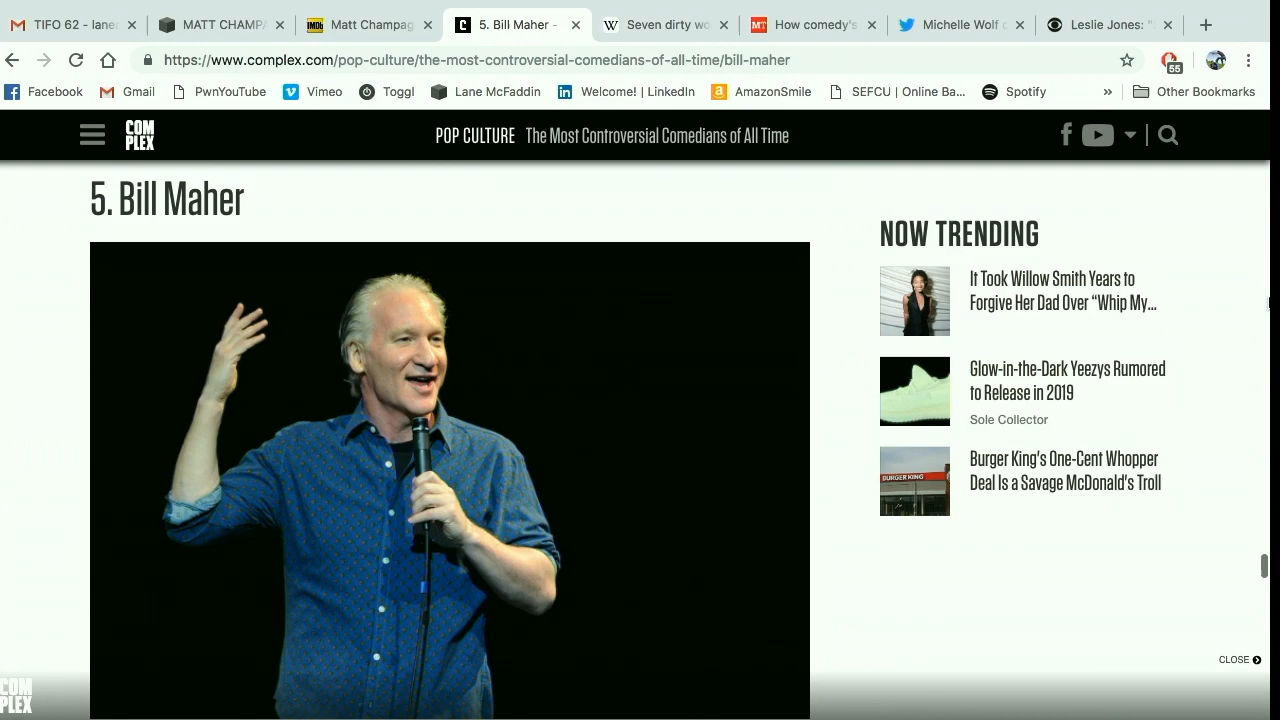 TIFO 62 - lane
MATT CHAMP
IMDb
Matt Champag
C
5. Bill Maher -
W
Seven dirty wo
MT
How comedy's
Michelle Wolf c
Leslie Jones: "
https://www.complex.com/pop-culture/the-most-controversial-comedians-of-all-time/bill-maher
55
Facebook
Gmail
PwnYouTube
Vimeo
Toggl
Lane McFaddin
Welcome! | LinkedIn
AmazonSmile
SEFCU | Online Ba...
Spotify
»
Other Bookmarks
COM
PLEX
POP CULTURE The Most Controversial Comedians of All Time
5. Bill Maher
NOW TRENDING
It Took Willow Smith Years to
Forgive Her Dad Over “Whip My...
Glow-in-the-Dark Yeezys Rumored
to Release in 2019
Sole Collector
BURGER KING
Burger King's One-Cent Whopper
Deal Is a Savage McDonald's Troll
CLOSE
COM
PLEX